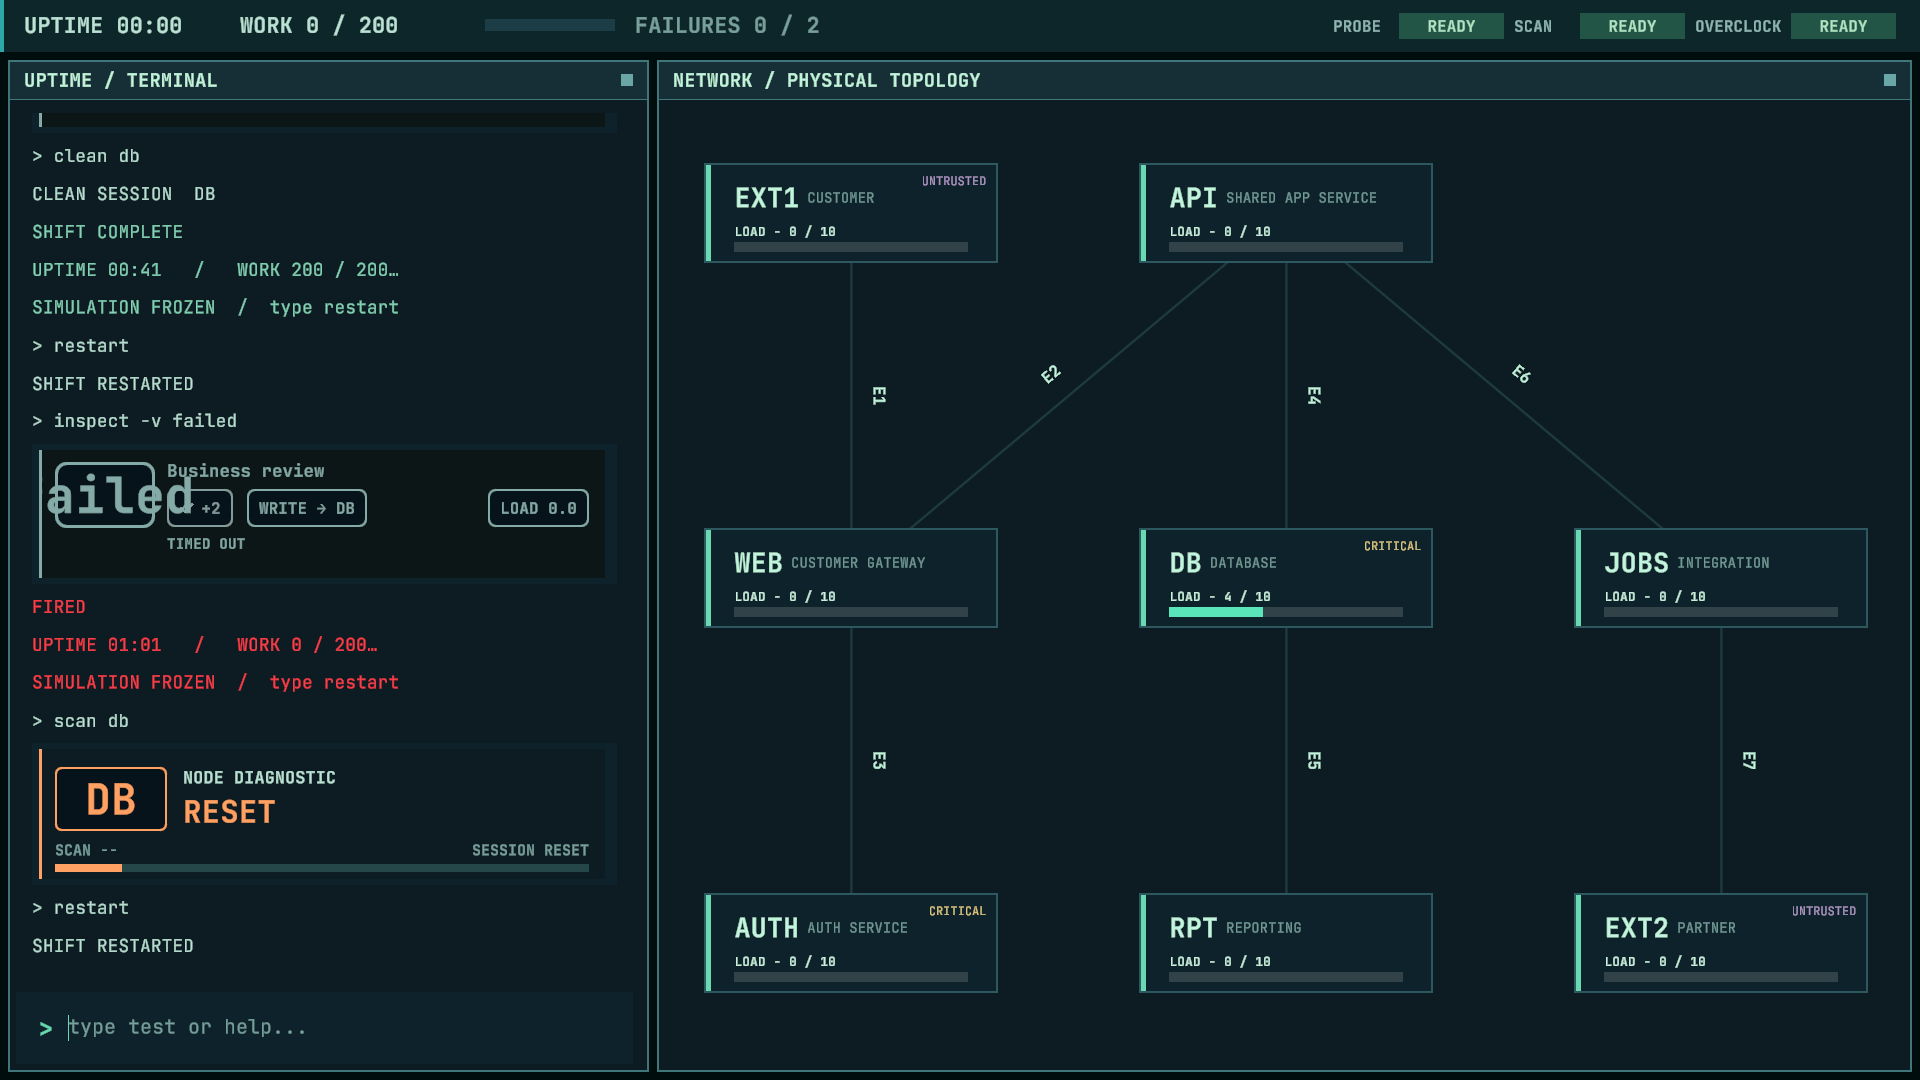 UPTIME 00:00 WORK 0 / 200 FAILURES 0 / 2 PROBE READY SCAN READY OVERCLOCK READY
UPTIME / TERMINAL
> clean db
CLEAN SESSION DB
SHIFT COMPLETE
UPTIME 00:41 / WORK 200 / 200…
SIMULATION FROZEN / type restart
> restart
SHIFT RESTARTED
> inspect -v failed
Business review
ailed +2 WRITE → DB LOAD 0.0
TIMED OUT
FIRED
UPTIME 01:01 / WORK 0 / 200…
SIMULATION FROZEN / type restart
> scan db
DB
NODE DIAGNOSTIC
RESET
SCAN -- SESSION RESET
> restart
SHIFT RESTARTED
> type test or help...
NETWORK / PHYSICAL TOPOLOGY
UNTRUSTED
EXT1 CUSTOMER
LOAD - 0 / 10
API SHARED APP SERVICE
LOAD - 0 / 10
E1
E2
E4
E6
WEB CUSTOMER GATEWAY
LOAD - 0 / 10
CRITICAL
DB DATABASE
LOAD - 4 / 10
JOBS INTEGRATION
LOAD - 0 / 10
E3
E5
E7
CRITICAL
AUTH AUTH SERVICE
LOAD - 0 / 10
RPT REPORTING
LOAD - 0 / 10
UNTRUSTED
EXT2 PARTNER
LOAD - 0 / 10